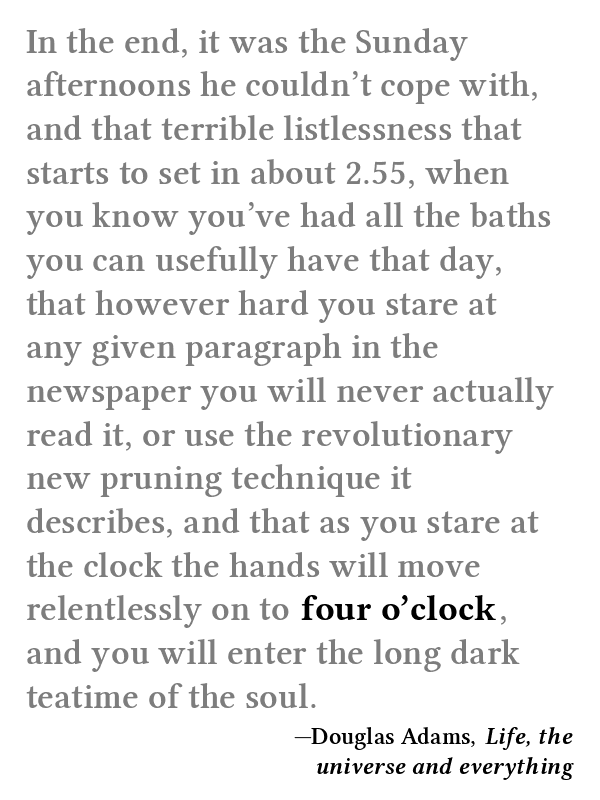 In the end, it was the Sunday
afternoons he couldn’t cope with,
and that terrible listlessness that
starts to set in about 2.55, when
you know you’ve had all the baths
you can usefully have that day,
that however hard you stare at
any given paragraph in the
newspaper you will never actually
read it, or use the revolutionary
new pruning technique it
describes, and that as you stare at
the clock the hands will move
relentlessly on to four o’clock,
and you will enter the long dark
teatime of the soul.
—Douglas Adams, Life, the
universe and everything